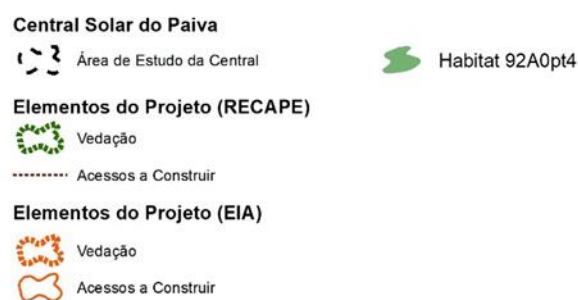 Central Solar do Paiva
Área de Estudo da Central
Habitat 92A0pt4
Elementos do Projeto (RECAPE)
Vedação
Acessos a Construir
Elementos do Projeto (EIA)
Vedação
Acessos a Construir